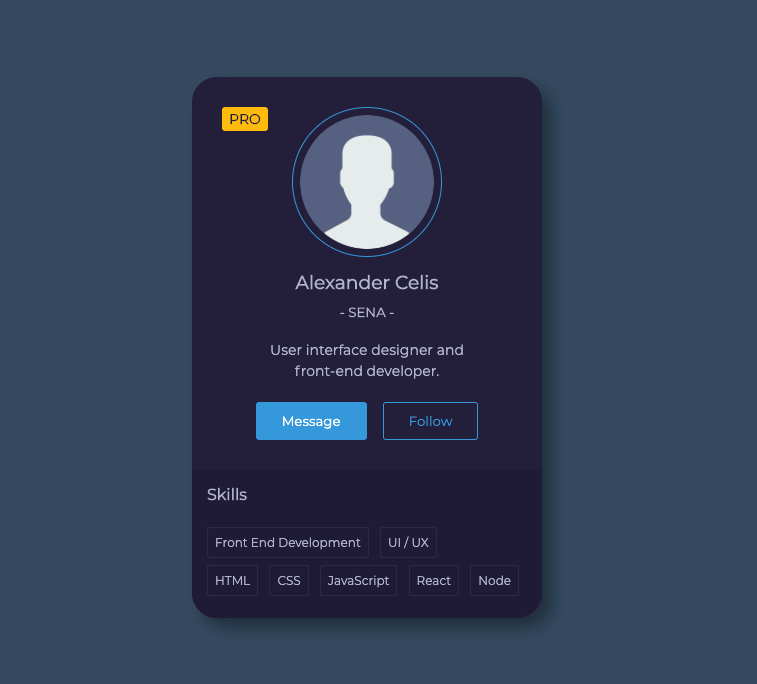 PRO
Alexander Celis
- SENA -
User interface designer and
front-end developer.
Message Follow
Skills
Front End Development UI / UX
HTML CSS JavaScript React Node